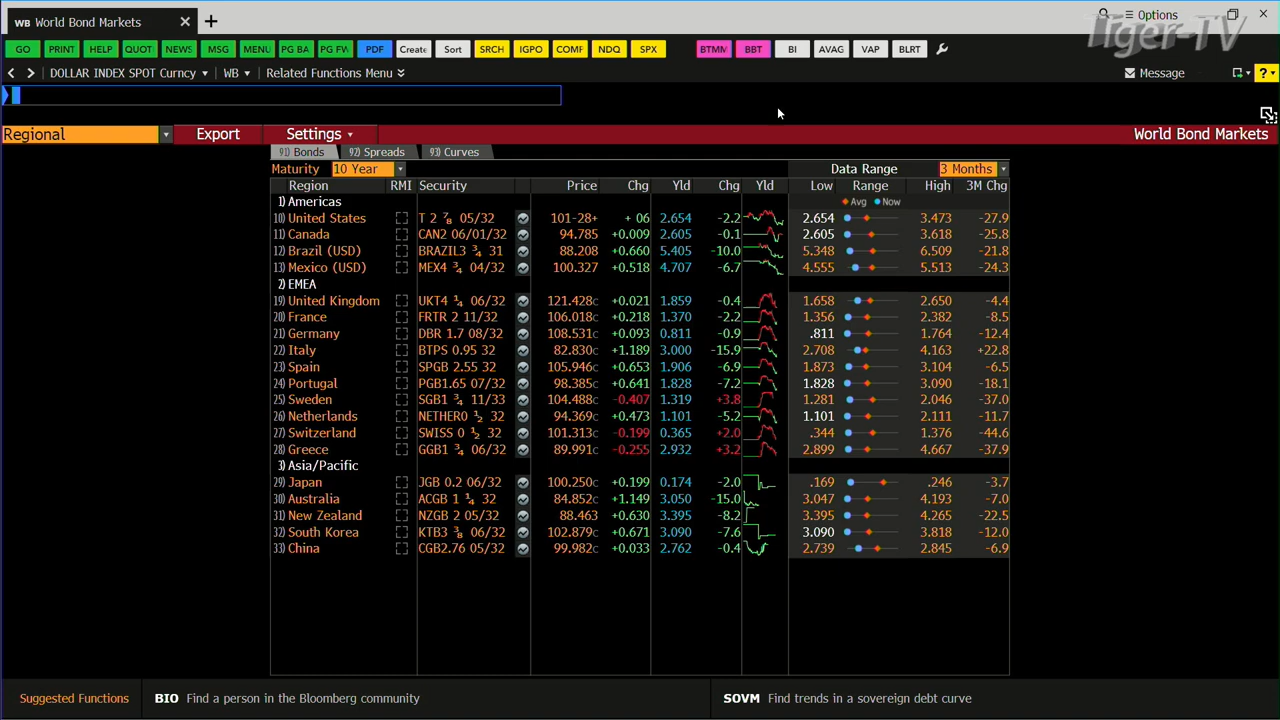 WB World Bond Markets
Options
Tiger-TV
GO PRINT HELP QUOT NEWS MSG MENU PG BA PG FW PDF Create Sort SRCH IGPO COMF NDQ SPX BTMM BBT BI AVAG VAP BLRT
DOLLAR INDEX SPOT Curncy WB Related Functions Menu Message ?
Regional Export Settings World Bond Markets
91) Bonds 92) Spreads 93) Curves
Maturity 10 Year Data Range 3 Months
Region RMI Security Price Chg Yld Chg Yld Low Range High 3M Chg
1) Americas Avg Now
10) United States T 2 ⅞ 05/32 101-28+ + 06 2.654 -2.2 2.654 3.473 -27.9
11) Canada CAN2 06/01/32 94.785 +0.009 2.605 -0.1 2.605 3.618 -25.8
12) Brazil (USD) BRAZIL3 ¾ 31 88.208 +0.660 5.405 -10.0 5.348 6.509 -21.8
13) Mexico (USD) MEX4 ¾ 04/32 100.327 +0.518 4.707 -6.7 4.555 5.513 -24.3
2) EMEA
19) United Kingdom UKT4 ¼ 06/32 121.428C +0.021 1.859 -0.4 1.658 2.650 -4.4
20) France FRTR 2 11/32 106.018C +0.218 1.370 -2.2 1.356 2.382 -8.5
21) Germany DBR 1.7 08/32 108.531C +0.093 0.811 -0.9 .811 1.764 -12.4
22) Italy BTPS 0.95 32 82.830C +1.189 3.000 -15.9 2.708 4.163 +22.8
23) Spain SPGB 2.55 32 105.946C +0.653 1.906 -6.9 1.873 3.104 -6.5
24) Portugal PGB1.65 07/32 98.385C +0.641 1.828 -7.2 1.828 3.090 -18.1
25) Sweden SGB1 ¾ 11/33 104.488C -0.407 1.319 +3.8 1.281 2.046 -37.0
26) Netherlands NETHER0 ½ 32 94.369C +0.473 1.101 -5.2 1.101 2.111 -11.7
27) Switzerland SWISS 0 ½ 32 101.313C -0.199 0.365 +2.0 .344 1.376 -44.6
28) Greece GGB1 ¾ 06/32 89.991C -0.255 2.932 +3.2 2.899 4.667 -37.9
3) Asia/Pacific
29) Japan JGB 0.2 06/32 100.250C +0.199 0.174 -2.0 .169 .246 -3.7
30) Australia ACGB 1 ¼ 32 84.852C +1.149 3.050 -15.0 3.047 4.193 -7.0
31) New Zealand NZGB 2 05/32 88.463 +0.630 3.395 -8.2 3.395 4.265 -22.5
32) South Korea KTB3 ⅜ 06/32 102.879C +0.671 3.090 -7.6 3.090 3.818 -12.0
33) China CGB2.76 05/32 99.982C +0.033 2.762 -0.4 2.739 2.845 -6.9
Suggested Functions BIO Find a person in the Bloomberg community SOVM Find trends in a sovereign debt curve